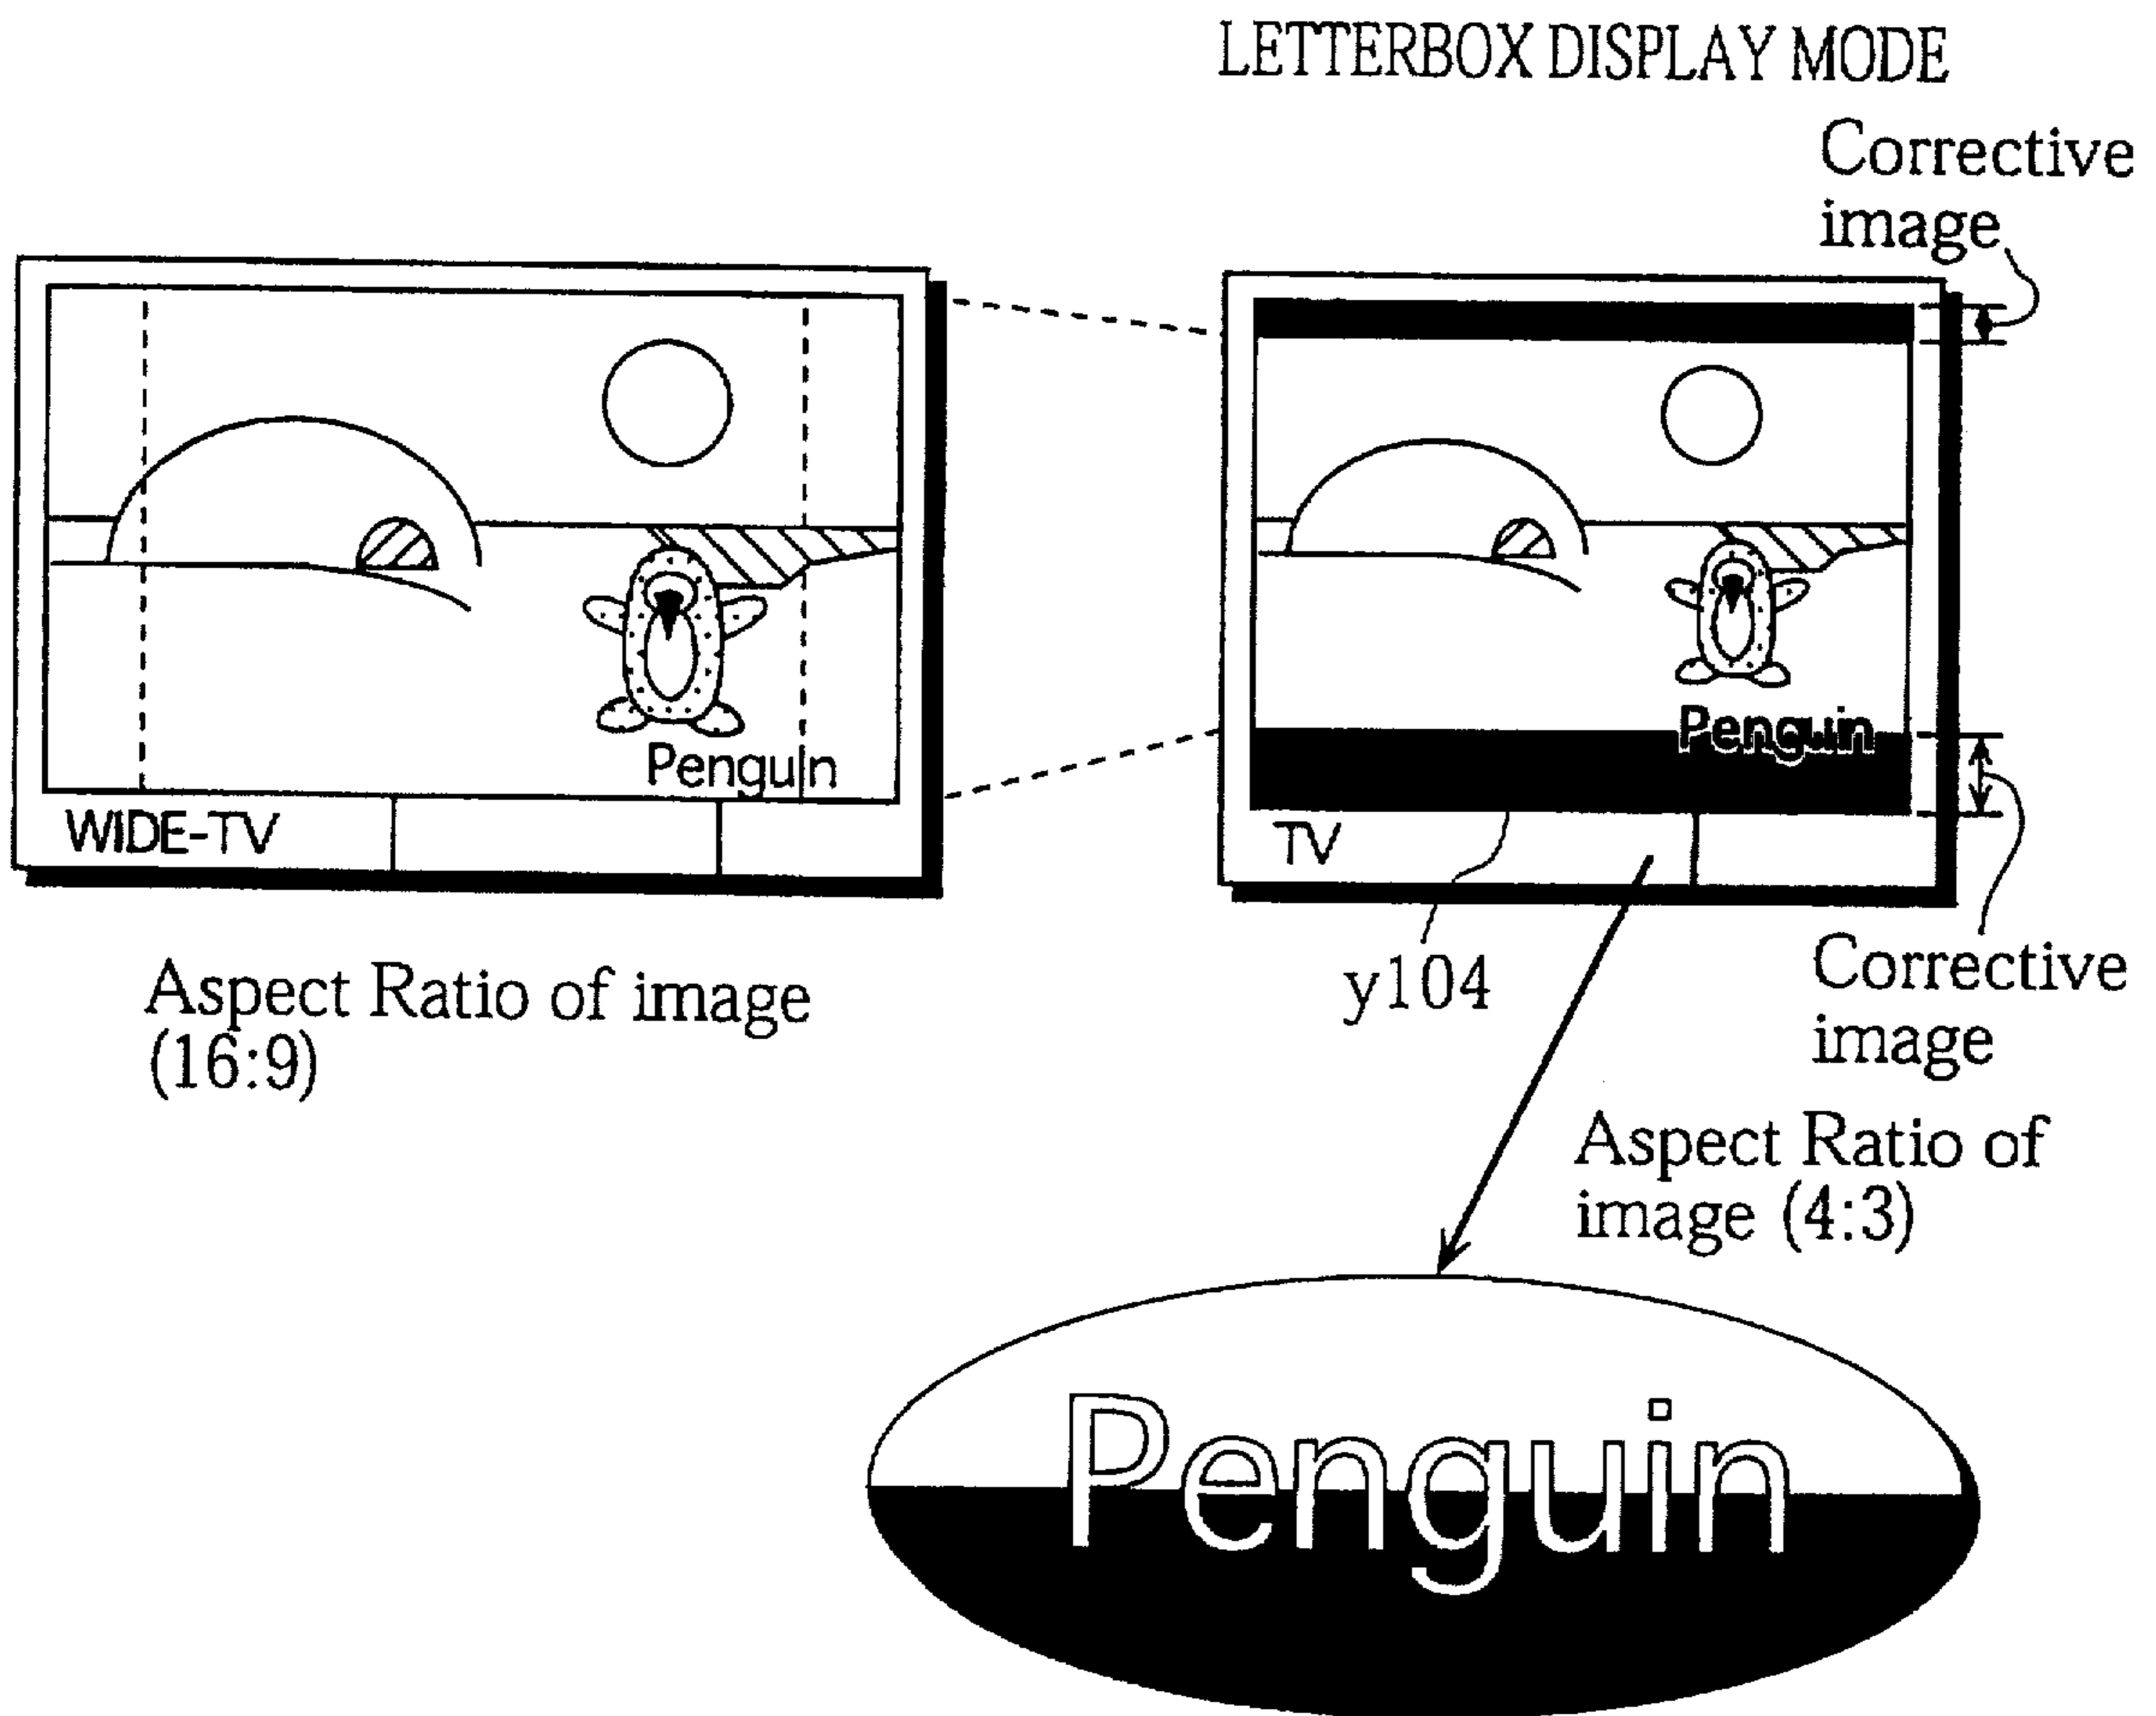 LETTERBOX DISPLAY MODE
Corrective
image
Penguin
WIDE-TV
Aspect Ratio of image
(16:9)
Penguin
TV
y104
Corrective
image
Aspect Ratio of
image (4:3)
Penguin